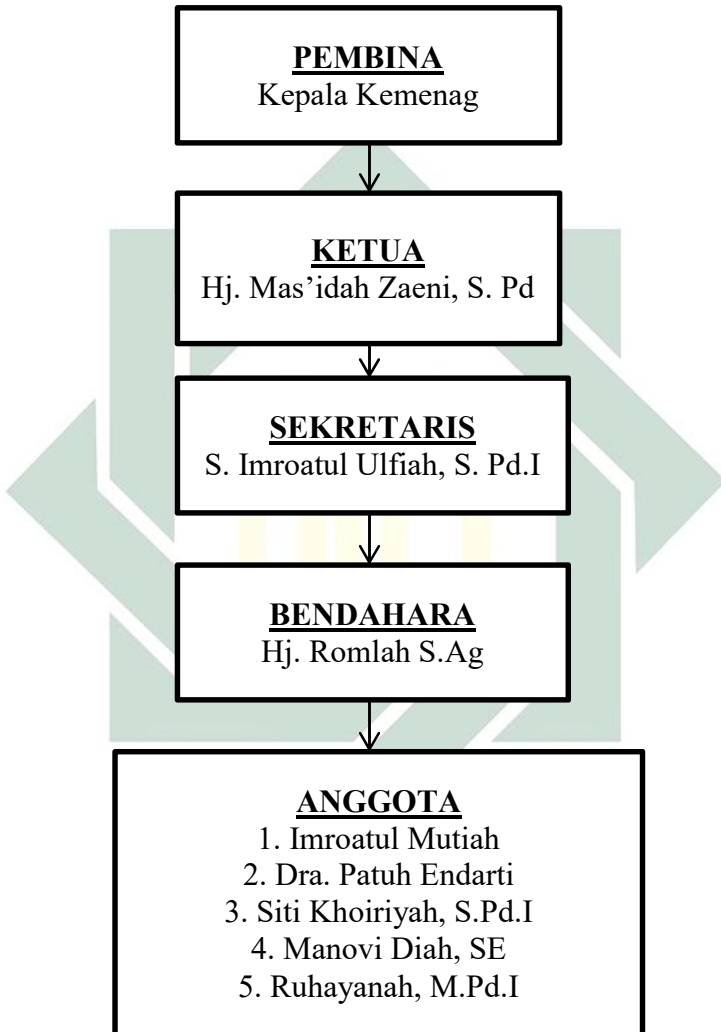 PEMBINA
Kepala Kemenag
KETUA
Hj. Mas’idah Zaeni, S. Pd
SEKRETARIS
S. Imroatul Ulfiah, S. Pd.I
BENDAHARA
Hj. Romlah S.Ag
ANGGOTA
1. Imroatul Mutiah
2. Dra. Patuh Endarti
3. Siti Khoiriyah, S.Pd.I
4. Manovi Diah, SE
5. Ruhayanah, M.Pd.I